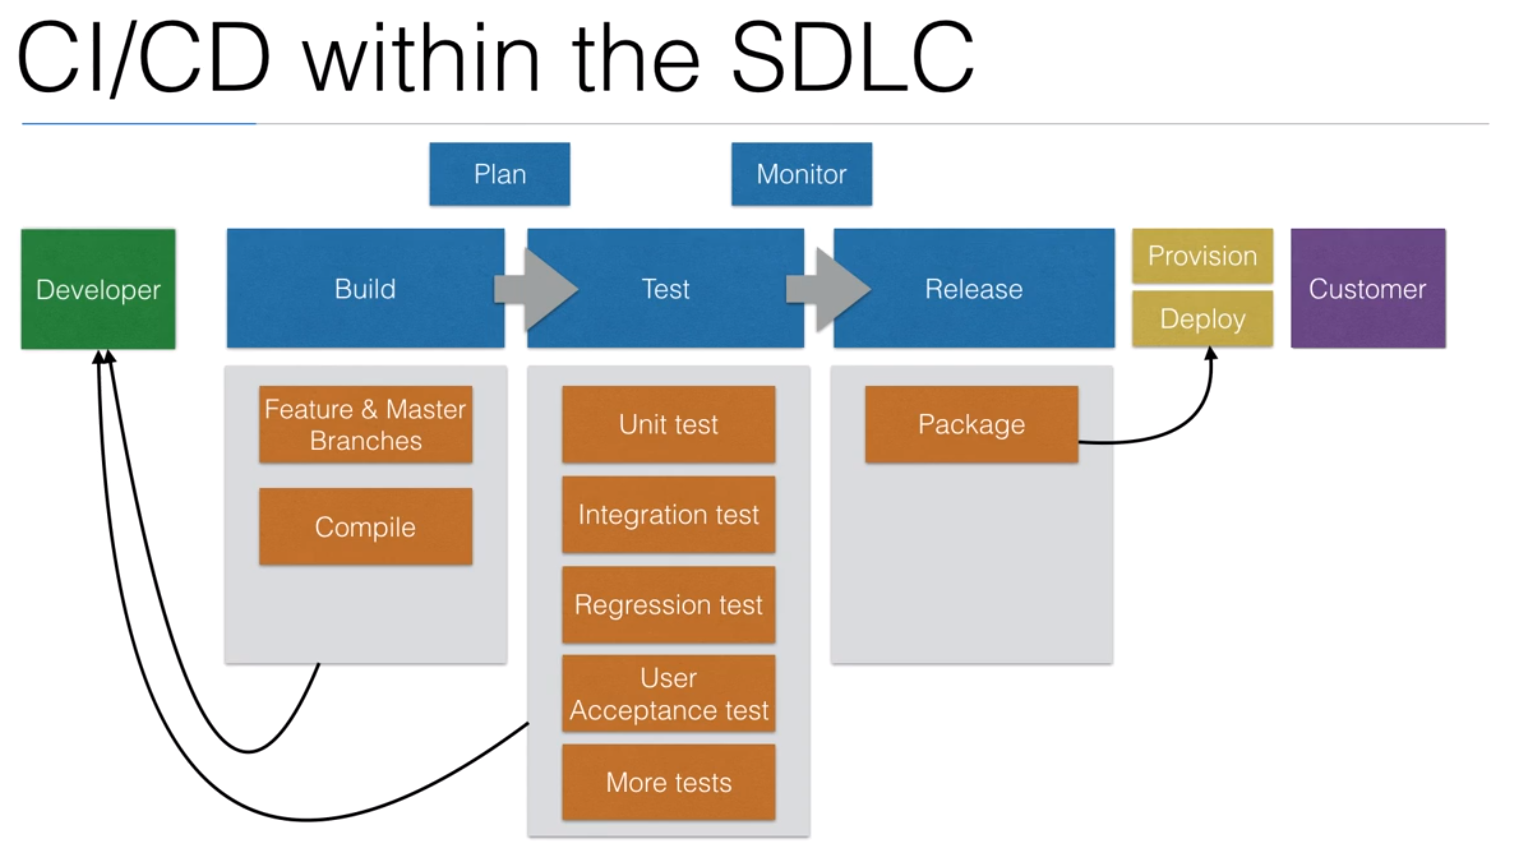 CI/CD within the SDLC
Plan
Monitor
Developer
Build
Test
Release
Provision
Deploy
Customer
Feature & Master
Branches
Compile
Unit test
Integration test
Regression test
User
Acceptance test
More tests
Package